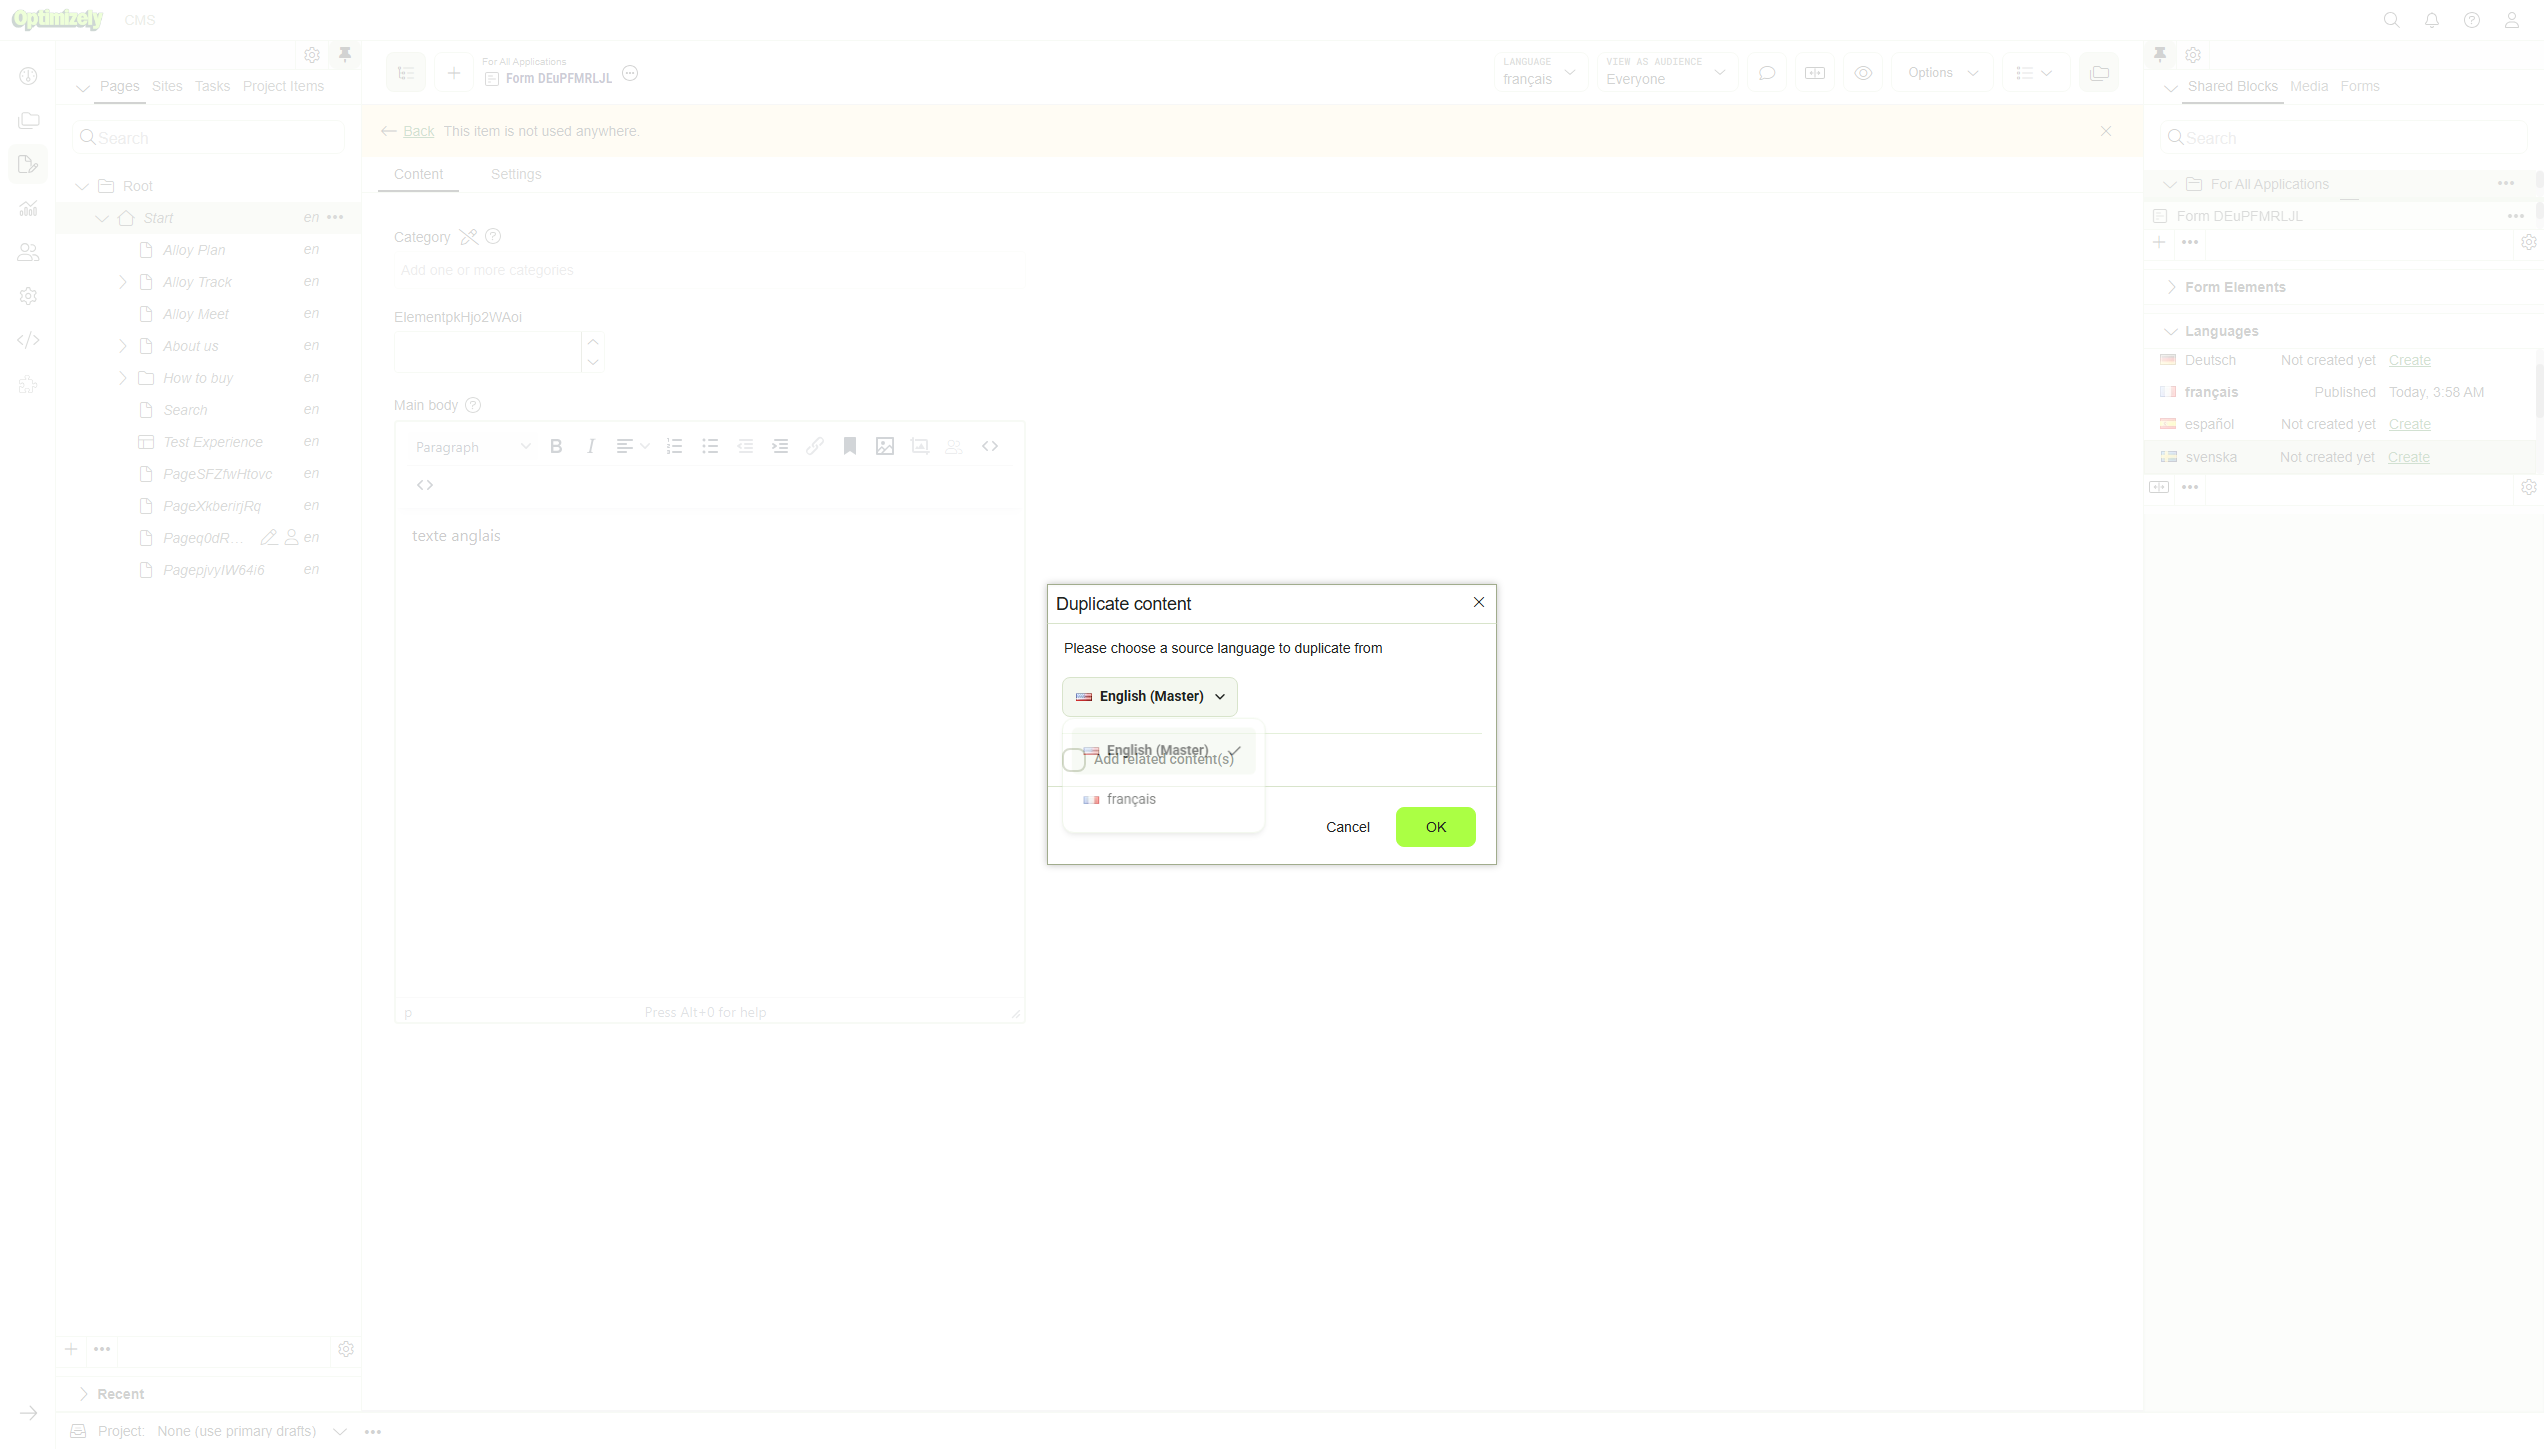 Optimizely CMS
Pages Sites Tasks Project Items
Search
Root
Start en
Alloy Plan en
Alloy Track en
Alloy Meet en
About us en
How to buy en
Search en
Test Experience en
PageSFZfwHtovc en
PageXkberirjRq en
Pageq0dR... en
PagepjvyIW64i6 en
Recent
Project: None (use primary drafts)
For All Applications
Form DEuPFMRLJL
LANGUAGE
français
VIEW AS AUDIENCE
Everyone
Options
Back This item is not used anywhere.
Content Settings
Category
Add one or more categories
ElementpkHjo2WAoi
Main body
Paragraph
texte anglais
p Press Alt+0 for help
Duplicate content
Please choose a source language to duplicate from
English (Master)
English (Master)
Add related content(s)
français
Cancel OK
Shared Blocks Media Forms
Search
For All Applications
Form DEuPFMRLJL
Form Elements
Languages
Deutsch Not created yet Create
français Published Today, 3:58 AM
español Not created yet Create
svenska Not created yet Create